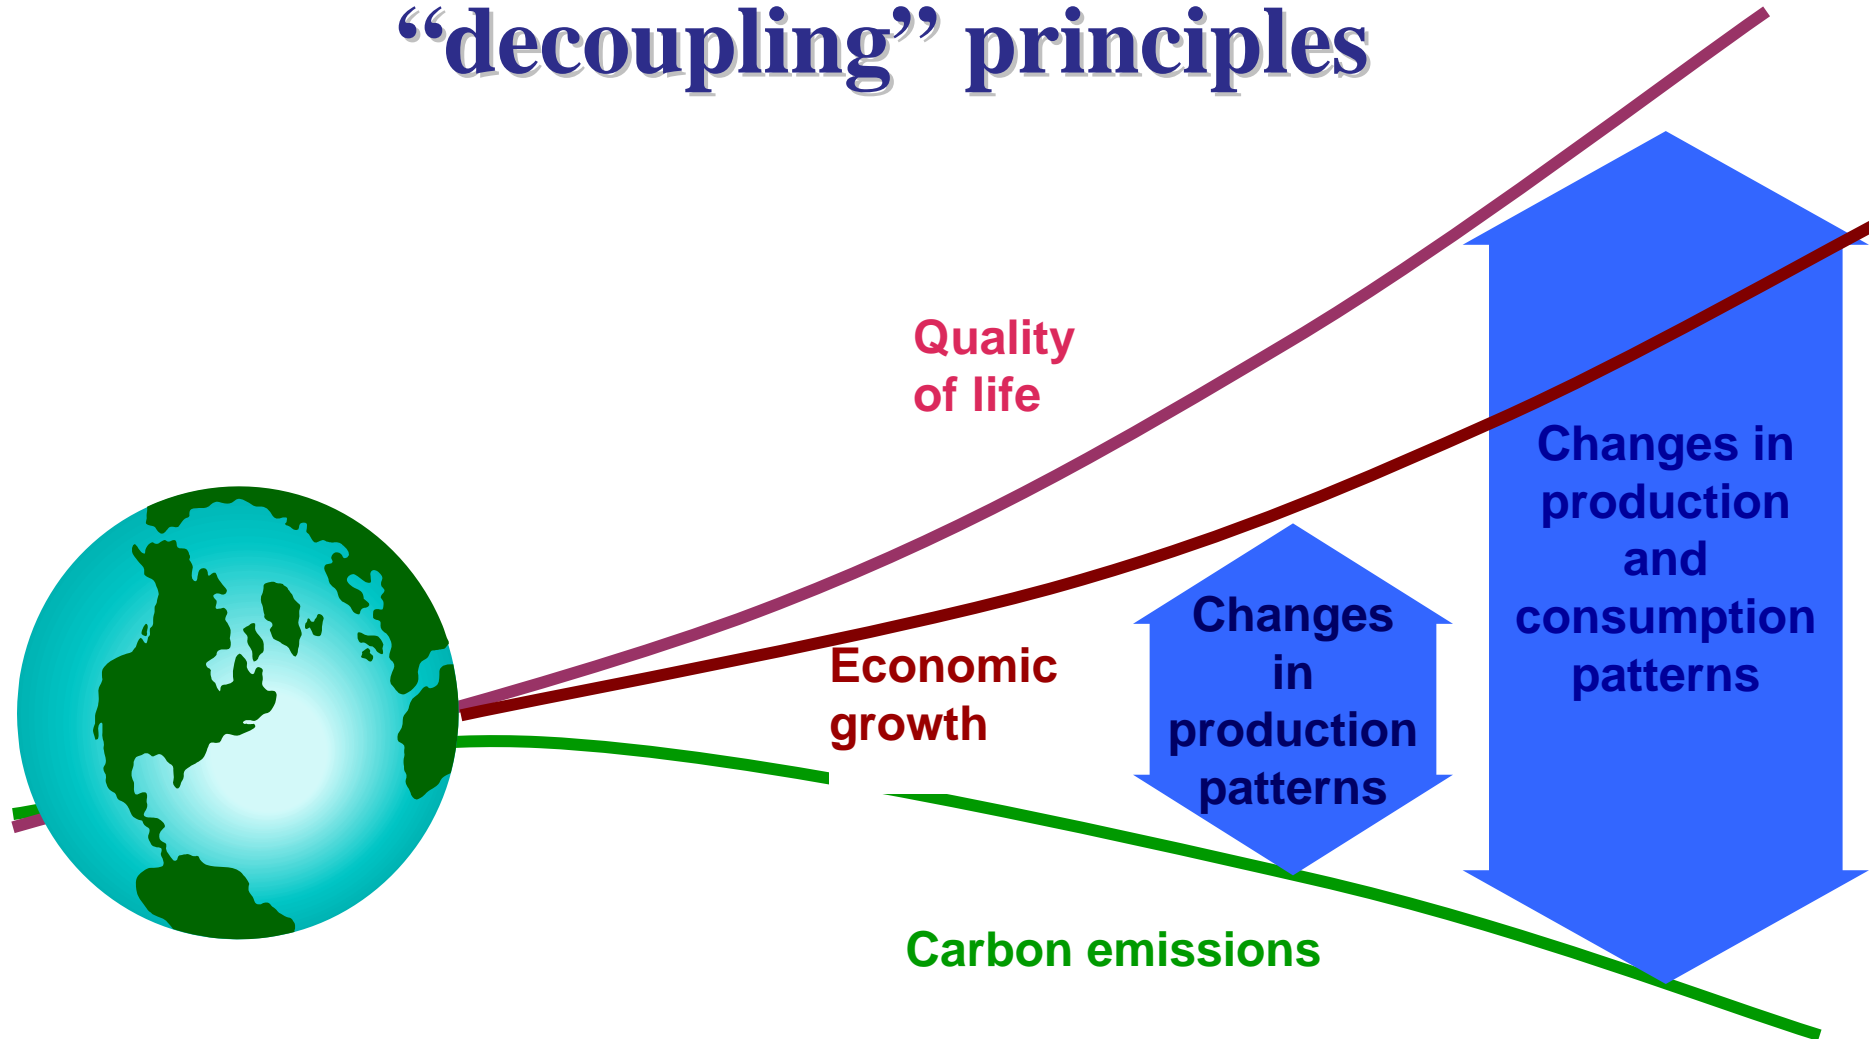 “decoupling” principles
Quality
of life
Economic
growth
Changes
in
production
patterns
Changes in
production
and
consumption
patterns
Carbon emissions